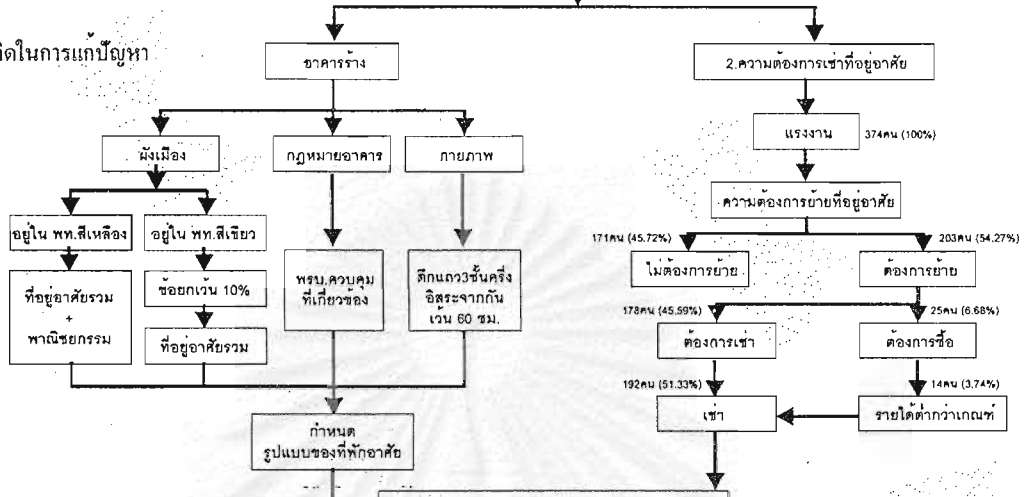 ิดในการแก้ปัญหา
อาคารร้าง
ผังเมือง
กฎหมายอาคาร
กายภาพ
อยู่ใน พท.สีเหลือง
อยู่ใน พท.สีเขียว
ที่อยู่อาศัยรวม
+
พาณิชยกรรม
ข้อยกเว้น 10%
ที่อยู่อาศัยรวม
พรบ.ควบคุม
ที่เกี่ยวข้อง
ตึกแถว3ชั้นครึ่ง
อิสระจากกัน
เว้น 60 ซม.
กำหนด
รูปแบบของที่พักอาศัย
2.ความต้องการเช่าที่อยู่อาศัย
แรงงาน
374คน (100%)
ความต้องการย้ายที่อยู่อาศัย
171คน (45.72%)
203คน (54.27%)
ไม่ต้องการย้าย
ต้องการย้าย
178คน (45.59%)
25คน (6.68%)
ต้องการเช่า
ต้องการซื้อ
192คน (51.33%)
14คน (3.74%)
เช่า
รายได้ต่ำกว่าเกณฑ์